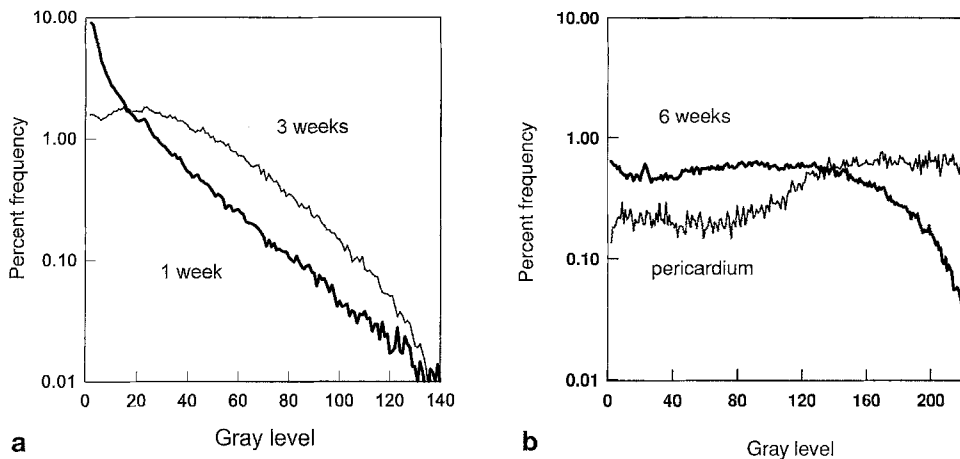 10.00
1.00
0.10
0.01
Percent frequency
3 weeks
1 week
0 20 40 60 80 100 120 140
Gray level
a
10.00
1.00
0.10
0.01
Percent frequency
6 weeks
pericardium
0 40 80 120 160 200
Gray level
b